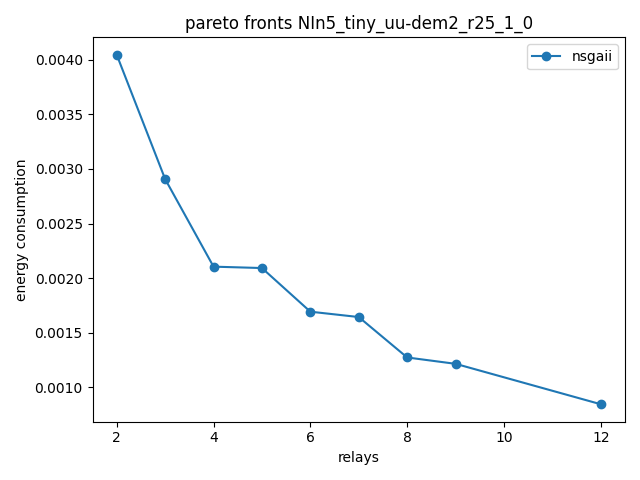 pareto fronts NIn5_tiny_uu-dem2_r25_1_0
nsgaii
0.0040
0.0035
0.0030
0.0025
0.0020
0.0015
0.0010
energy consumption
2 4 6 8 10 12
relays